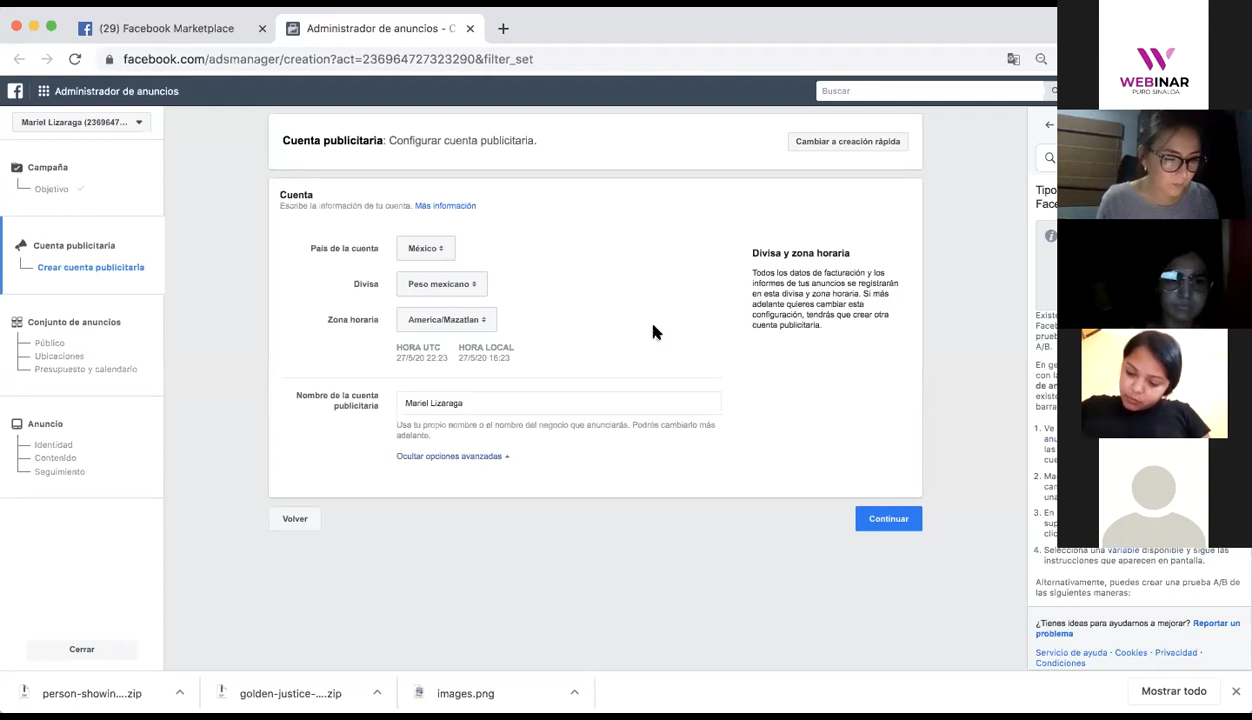 (29) Facebook Marketplace
Administrador de anuncios - C
facebook.com/adsmanager/creation?act=236964727323290&filter_set
Administrador de anuncios
Buscar
WEBINAR
PURO SINALOA
Mariel Lizaraga (2369647...
Campaña
Objetivo
Cuenta publicitaria
Crear cuenta publicitaria
Conjunto de anuncios
Público
Ubicaciones
Presupuesto y calendario
Anuncio
Identidad
Contenido
Seguimiento
Cerrar
Cuenta publicitaria: Configurar cuenta publicitaria.
Cambiar a creación rápida
Cuenta
Escribe la información de tu cuenta. Más información
País de la cuenta
México
Divisa
Peso mexicano
Zona horaria
America/Mazatlan
HORA UTC HORA LOCAL
27/5/20 22:23 27/5/20 16:23
Nombre de la cuenta
publicitaria
Mariel Lizaraga
Usa tu propio nombre o el nombre del negocio que anunciarás. Podrás cambiarlo más
adelante.
Ocultar opciones avanzadas
Divisa y zona horaria
Todos los datos de facturación y los
informes de tus anuncios se registrarán
en esta divisa y zona horaria. Si más
adelante quieres cambiar esta
configuración, tendrás que crear otra
cuenta publicitaria.
Volver
Continuar
Tipo
Face
Existe
Faceb
prueb
A/B.
En ge
con la
de an
existe
barra
1. Ve
anu
las
cue
2. Ma
can
una
3. En
sup
clic
4. Selecciona una variable disponible y sigue las
instrucciones que aparecen en pantalla.
Alternativamente, puedes crear una prueba A/B de
las siguientes maneras:
¿Tienes ideas para ayudarnos a mejorar? Reportar un
problema
Servicio de ayuda · Cookies · Privacidad ·
Condiciones
person-showin....zip
golden-justice-....zip
images.png
Mostrar todo